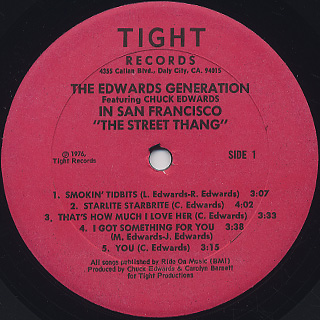 TIGHT
RECORDS
4355 Callan Blvd., Daly City, CA. 94015
THE EDWARDS GENERATION
Featuring CHUCK EDWARDS
IN SAN FRANCISCO
"THE STREET THANG"
© 1976,
Tight Records
SIDE 1
1. SMOKIN' TIDBITS (L. Edwards-R. Edwards) 3:07
2. STARLITE STARBRITE (C. Edwards) 4:02
3. THAT'S HOW MUCH I LOVE HER (C. Edwards) 3:33
4. I GOT SOMETHING FOR YOU 3:38
(M. Edwards-J. Edwards)
5. YOU (C. Edwards) 3:15
All songs published by Ride On Music (BMI)
Produced by Chuck Edwards & Carolyn Barnett
for Tight Productions